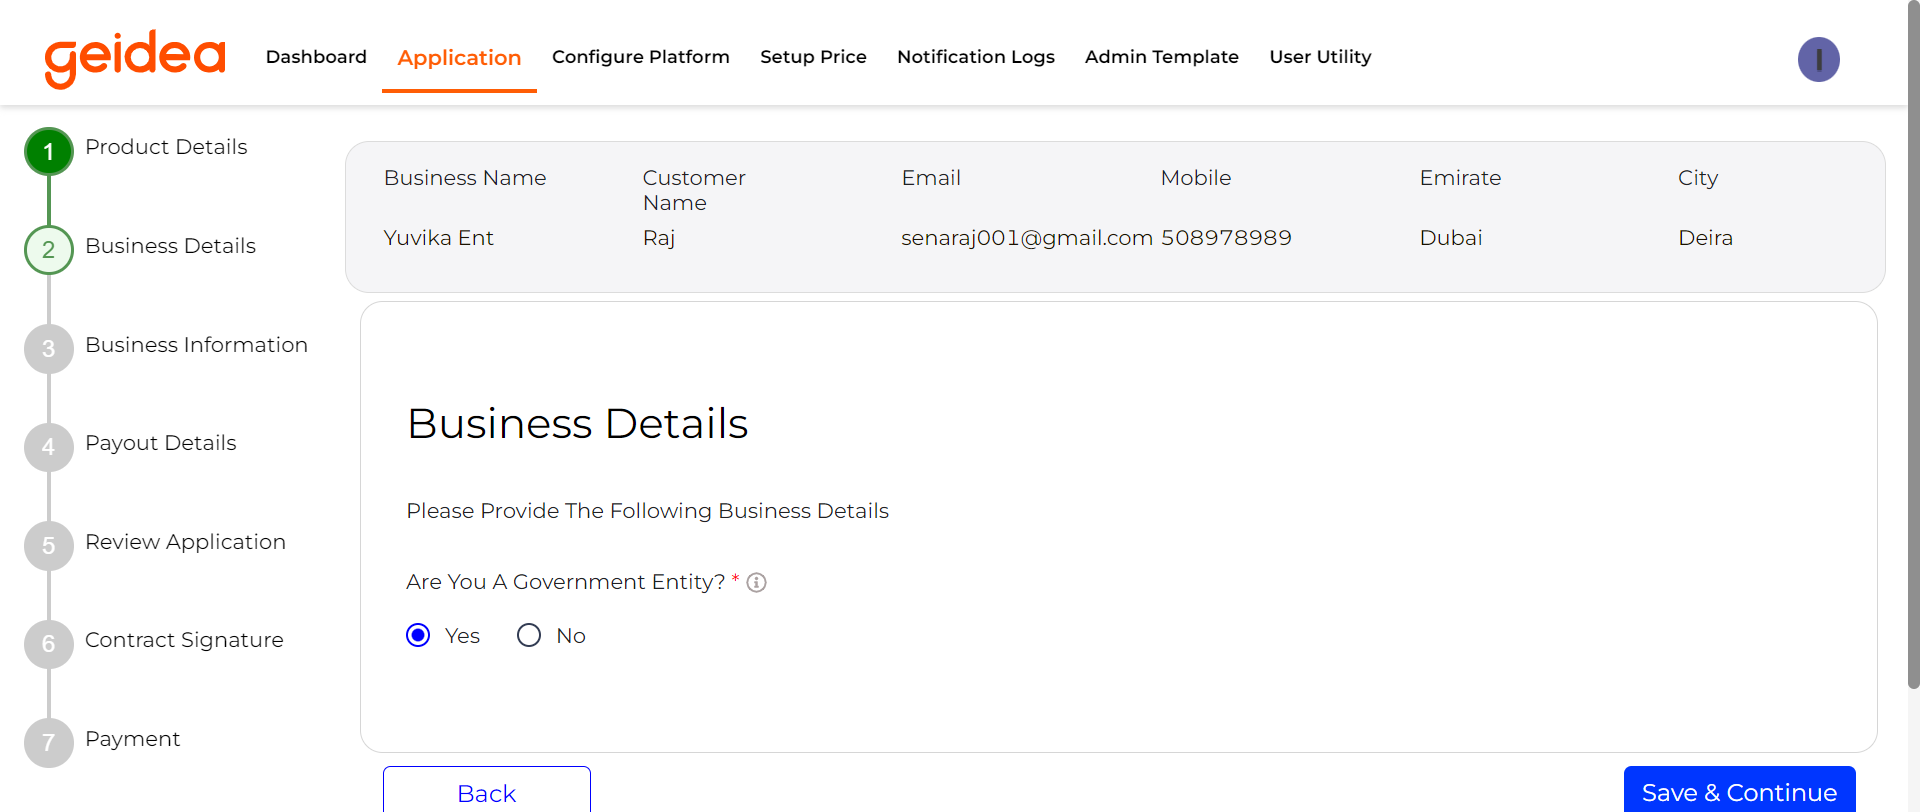 geidea
Dashboard Application Configure Platform Setup Price Notification Logs Admin Template User Utility
I
1 Product Details
2 Business Details
3 Business Information
4 Payout Details
5 Review Application
6 Contract Signature
7 Payment
Business Name Customer Name Email Mobile Emirate City
Yuvika Ent Raj senaraj001@gmail.com 508978989 Dubai Deira
Business Details
Please Provide The Following Business Details
Are You A Government Entity? *
Yes No
Back Save & Continue